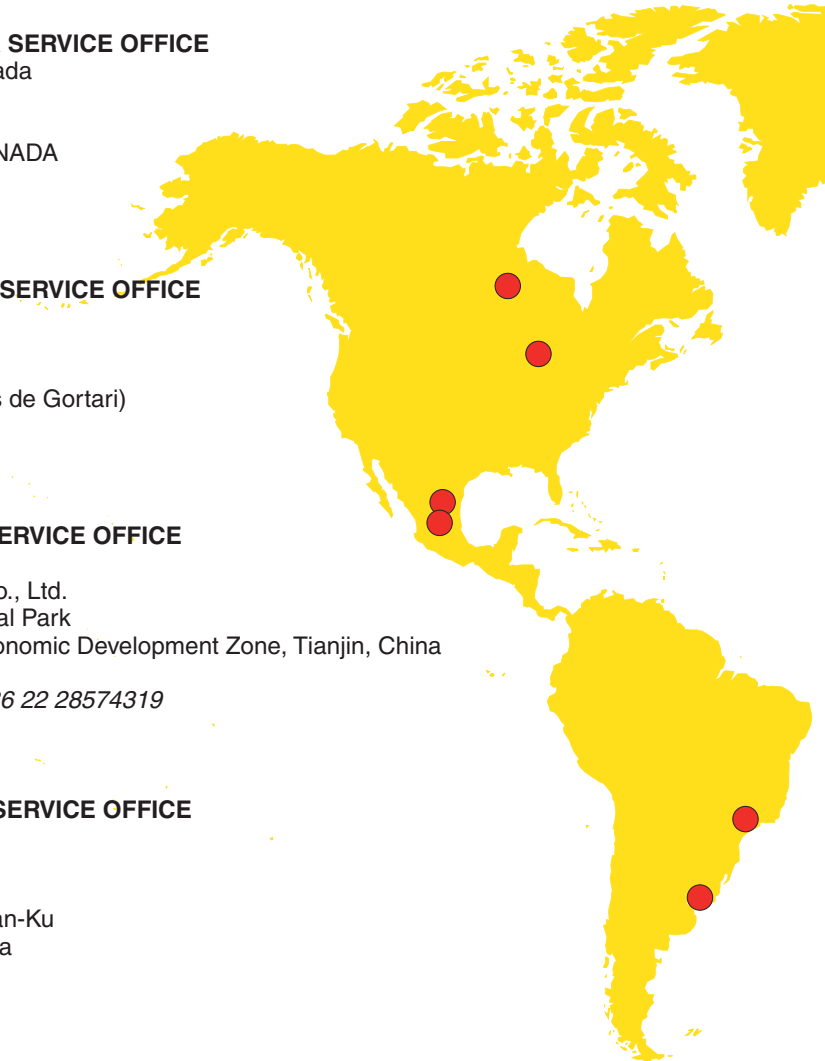 SERVICE OFFICE
ada
NADA
SERVICE OFFICE
s de Gortari)
ERVICE OFFICE
o., Ltd.
al Park
onomic Development Zone, Tianjin, China
6 22 28574319
SERVICE OFFICE
an-Ku
a